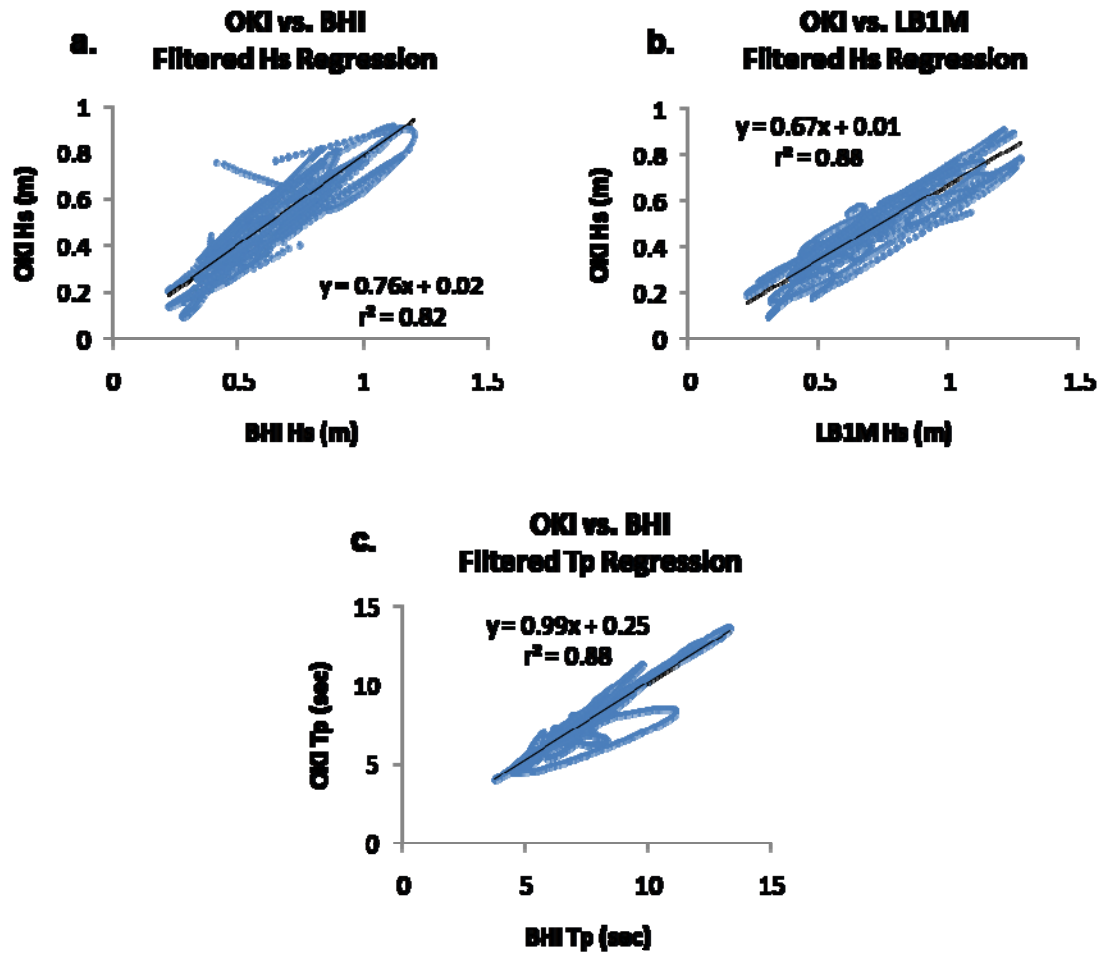 a.
OKI vs. BHI
Filtered Hs Regression
1
0.8
0.6
0.4
0.2
0
OKI Hs (m)
y = 0.76x + 0.02
r² = 0.82
0 0.5 1 1.5
BHI Hs (m)
b.
OKI vs. LB1M
Filtered Hs Regression
1
0.8
0.6
0.4
0.2
0
OKI Hs (m)
y = 0.67x + 0.01
r² = 0.88
0 0.5 1 1.5
LB1M Hs (m)
c.
OKI vs. BHI
Filtered Tp Regression
15
10
5
0
OKI Tp (sec)
y = 0.99x + 0.25
r² = 0.88
0 5 10 15
BHI Tp (sec)